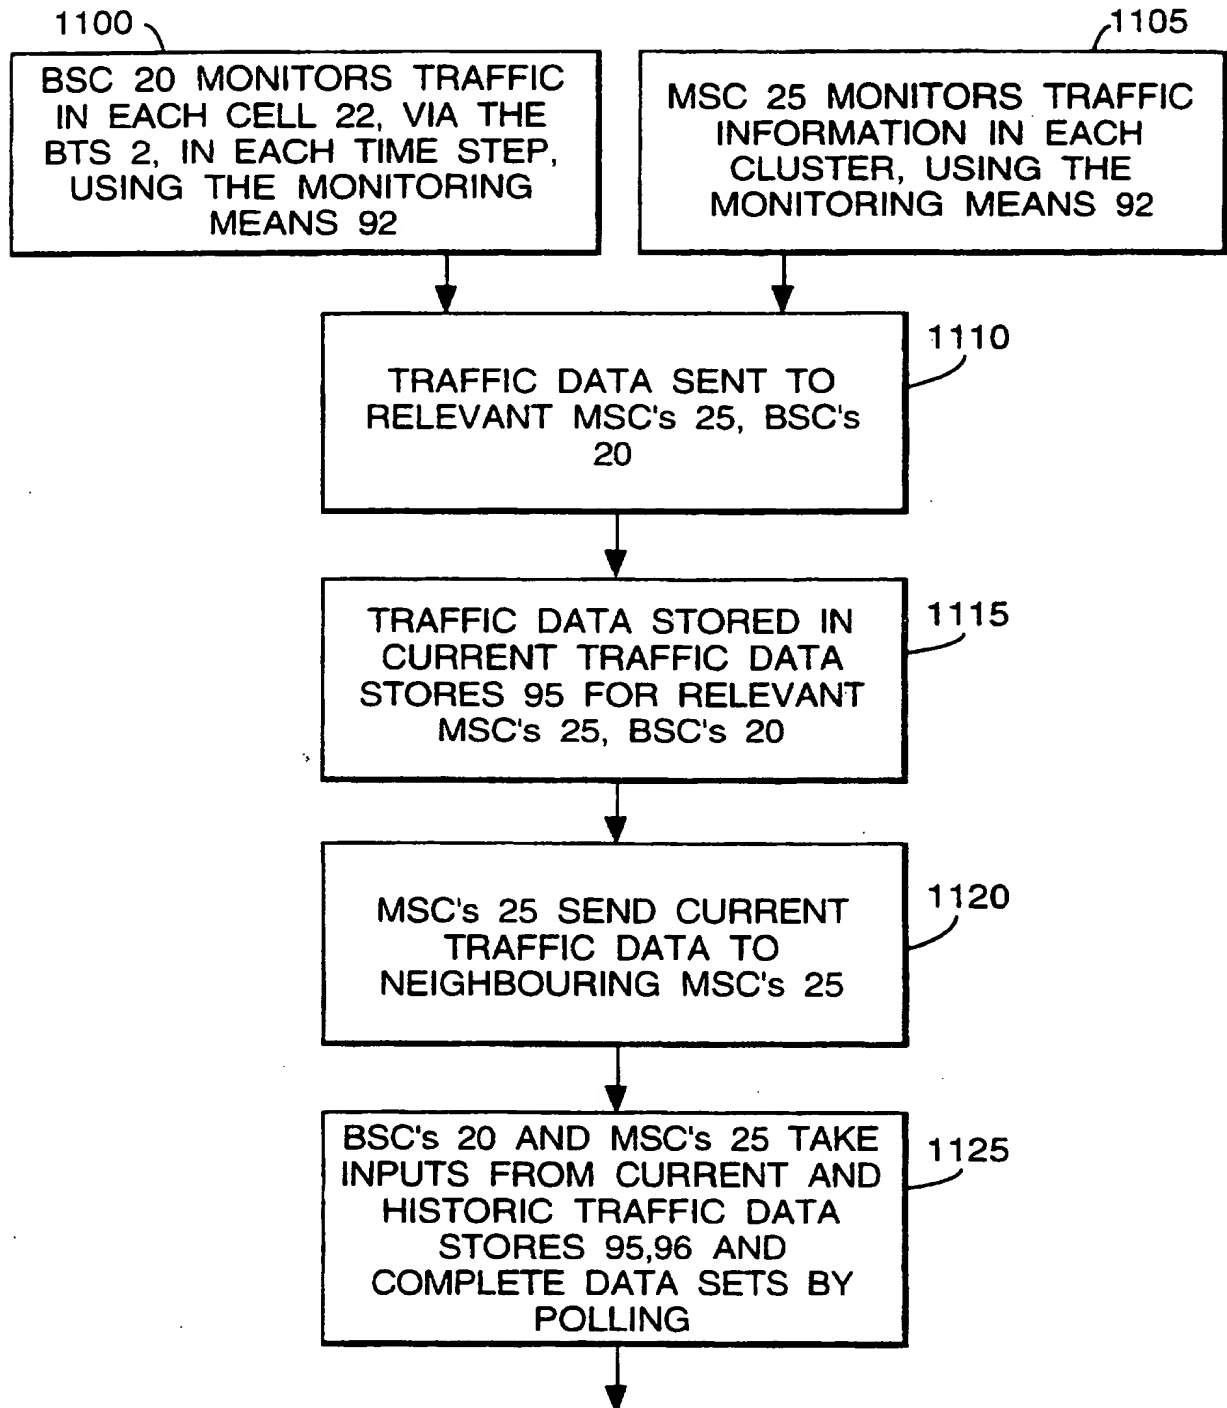 1100
1105
BSC 20 MONITORS TRAFFIC
IN EACH CELL 22, VIA THE
BTS 2, IN EACH TIME STEP,
USING THE MONITORING
MEANS 92
MSC 25 MONITORS TRAFFIC
INFORMATION IN EACH
CLUSTER, USING THE
MONITORING MEANS 92
1110
TRAFFIC DATA SENT TO
RELEVANT MSC's 25, BSC's
20
1115
TRAFFIC DATA STORED IN
CURRENT TRAFFIC DATA
STORES 95 FOR RELEVANT
MSC's 25, BSC's 20
1120
MSC's 25 SEND CURRENT
TRAFFIC DATA TO
NEIGHBOURING MSC's 25
1125
BSC's 20 AND MSC's 25 TAKE
INPUTS FROM CURRENT AND
HISTORIC TRAFFIC DATA
STORES 95,96 AND
COMPLETE DATA SETS BY
POLLING